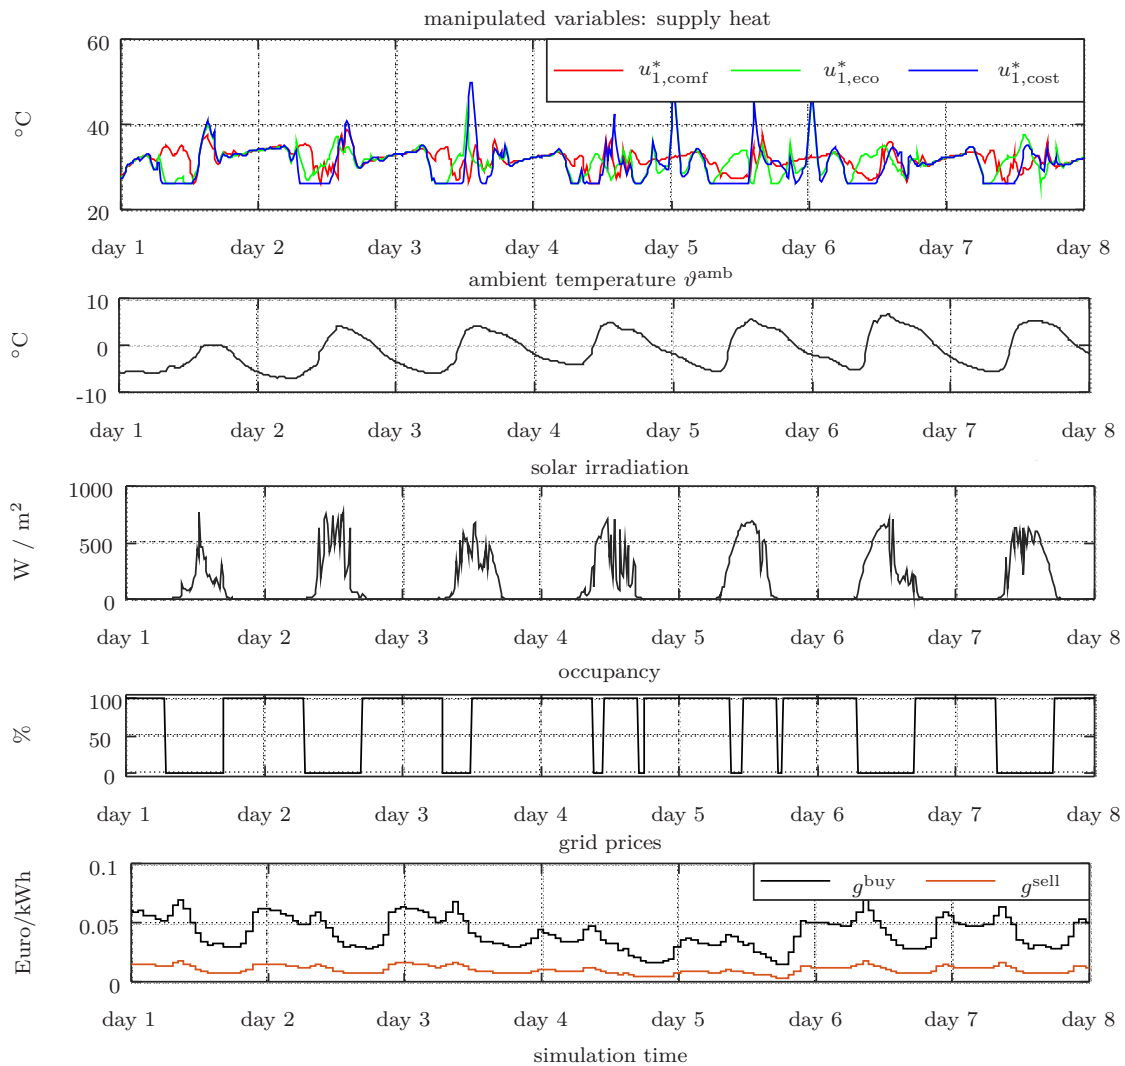 manipulated variables: supply heat
60
u*1,comf u*1,eco u*1,cost
°C
40
20
day 1 day 2 day 3 day 4 day 5 day 6 day 7 day 8
ambient temperature ϑamb
10
°C
0
-10
day 1 day 2 day 3 day 4 day 5 day 6 day 7 day 8
solar irradiation
1000
W / m2
500
0
day 1 day 2 day 3 day 4 day 5 day 6 day 7 day 8
occupancy
100
%
50
0
day 1 day 2 day 3 day 4 day 5 day 6 day 7 day 8
grid prices
0.1
gbuy gsell
Euro/kWh
0.05
0
day 1 day 2 day 3 day 4 day 5 day 6 day 7 day 8
simulation time